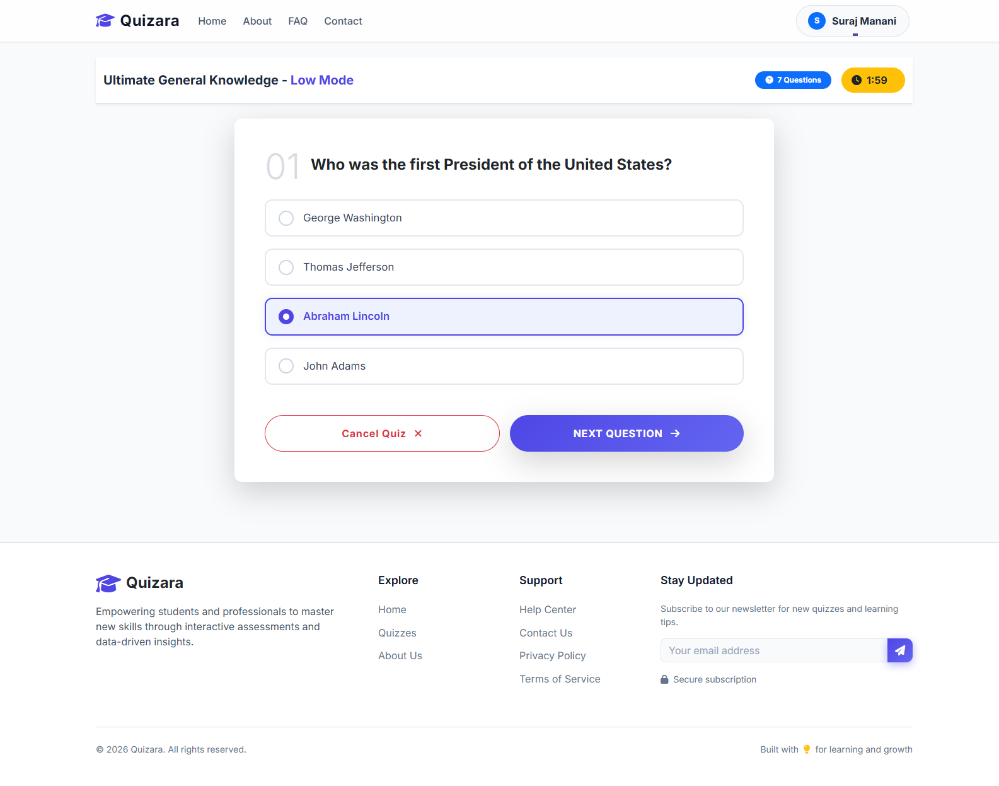 Quizara
Home
About
FAQ
Contact
S
Suraj Manani
Ultimate General Knowledge - Low Mode
7 Questions
1:59
01
Who was the first President of the United States?
George Washington
Thomas Jefferson
Abraham Lincoln
John Adams
Cancel Quiz
NEXT QUESTION
Quizara
Empowering students and professionals to master
new skills through interactive assessments and
data-driven insights.
Explore
Home
Quizzes
About Us
Support
Help Center
Contact Us
Privacy Policy
Terms of Service
Stay Updated
Subscribe to our newsletter for new quizzes and learning
tips.
Your email address
Secure subscription
© 2026 Quizara. All rights reserved.
Built with 💡 for learning and growth